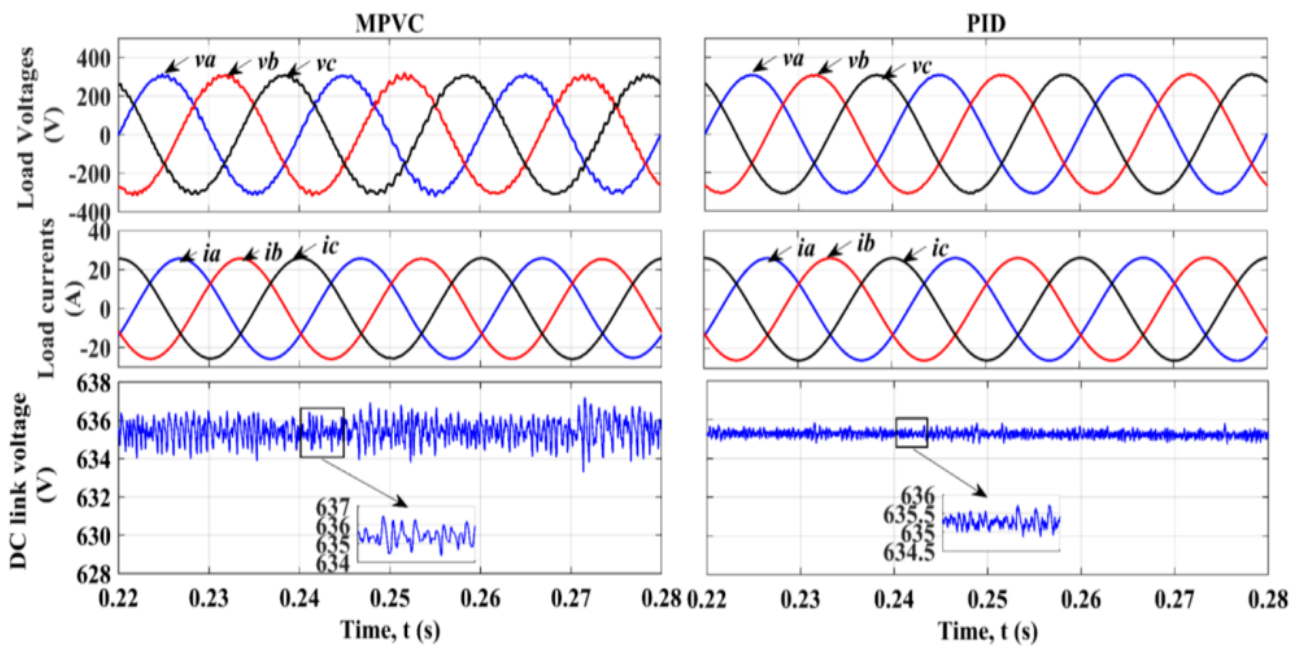 MPVC
PID
Load Voltages
(V)
400
200
0
-200
-400
va
vb
vc
va
vb
vc
Load currents
(A)
40
20
0
-20
ia
ib
ic
ia
ib
ic
DC link voltage
(V)
638
636
634
632
630
628
637
636
635
634
636
635.5
635
634.5
0.22
0.23
0.24
0.25
0.26
0.27
0.28
0.22
0.23
0.24
0.25
0.26
0.27
0.28
Time, t (s)
Time, t (s)